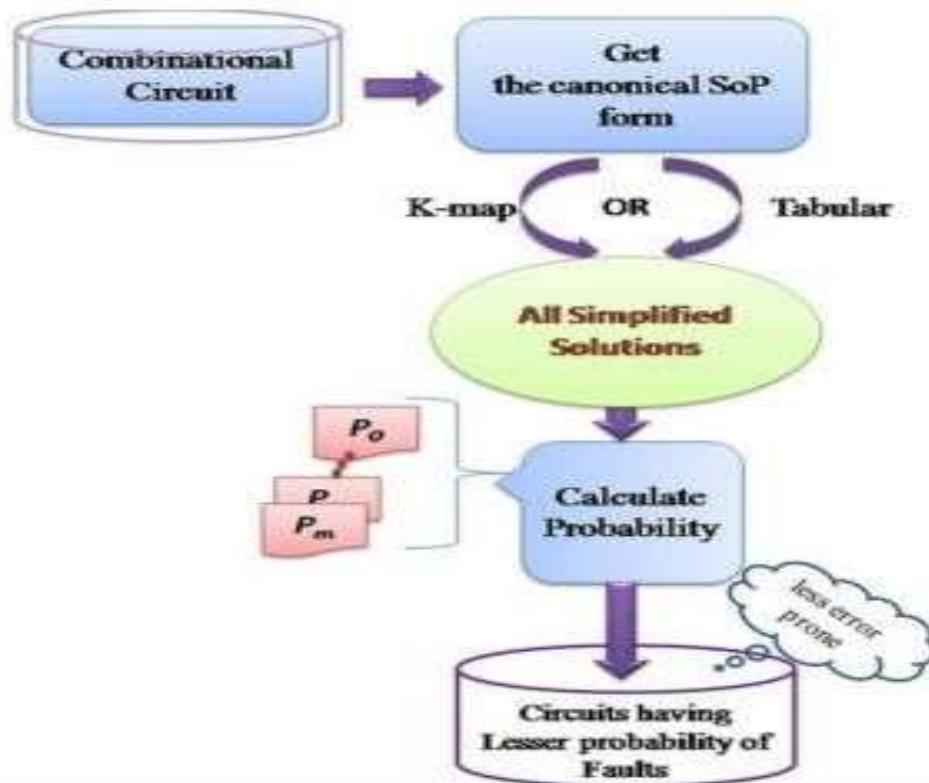 Combinational
Circuit
Get
the canonical SoP
form
K-map OR Tabular
All Simplified
Solutions
P₀
P
Pₘ
Calculate
Probability
less error
prone
Circuits having
Lesser probability of
Faults